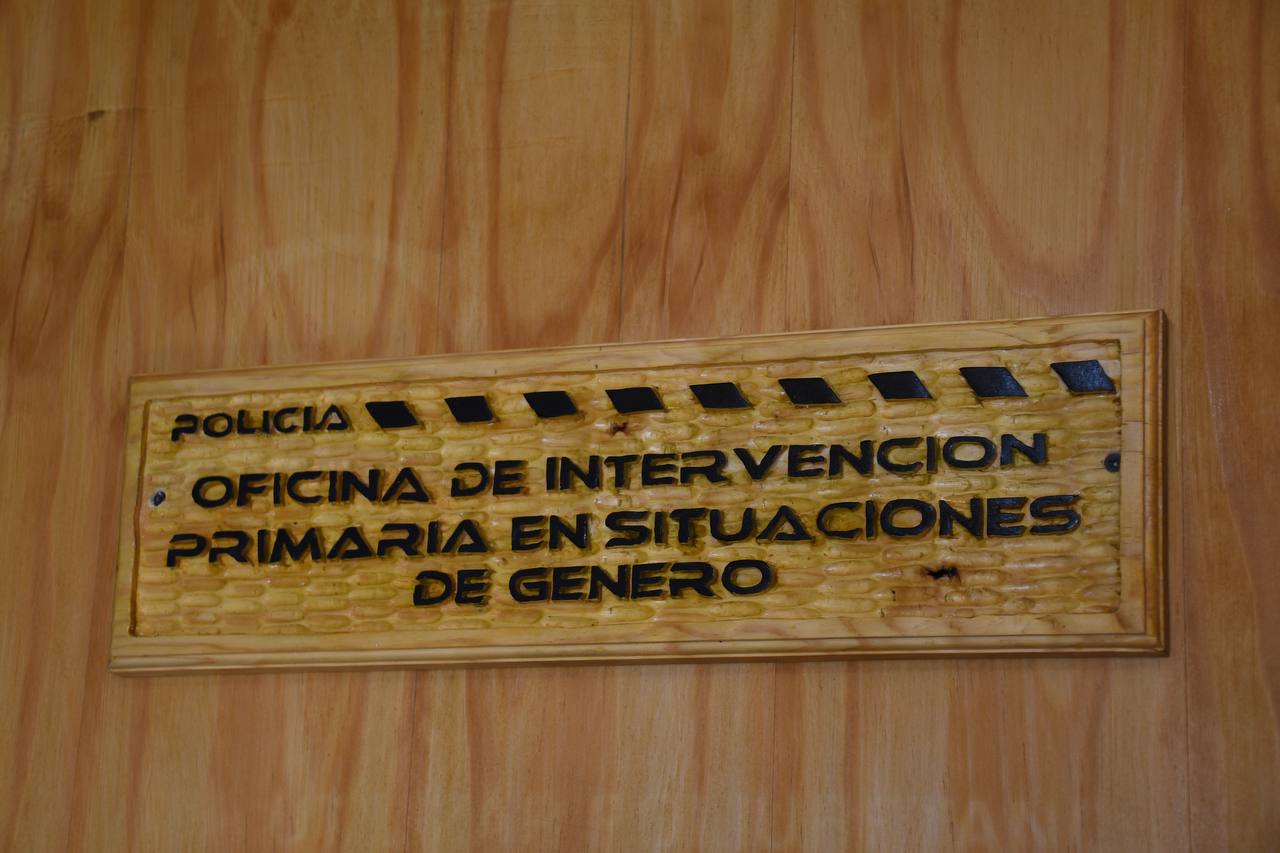 POLICIA
OFICINA DE INTERVENCION
PRIMARIA EN SITUACIONES
DE GENERO